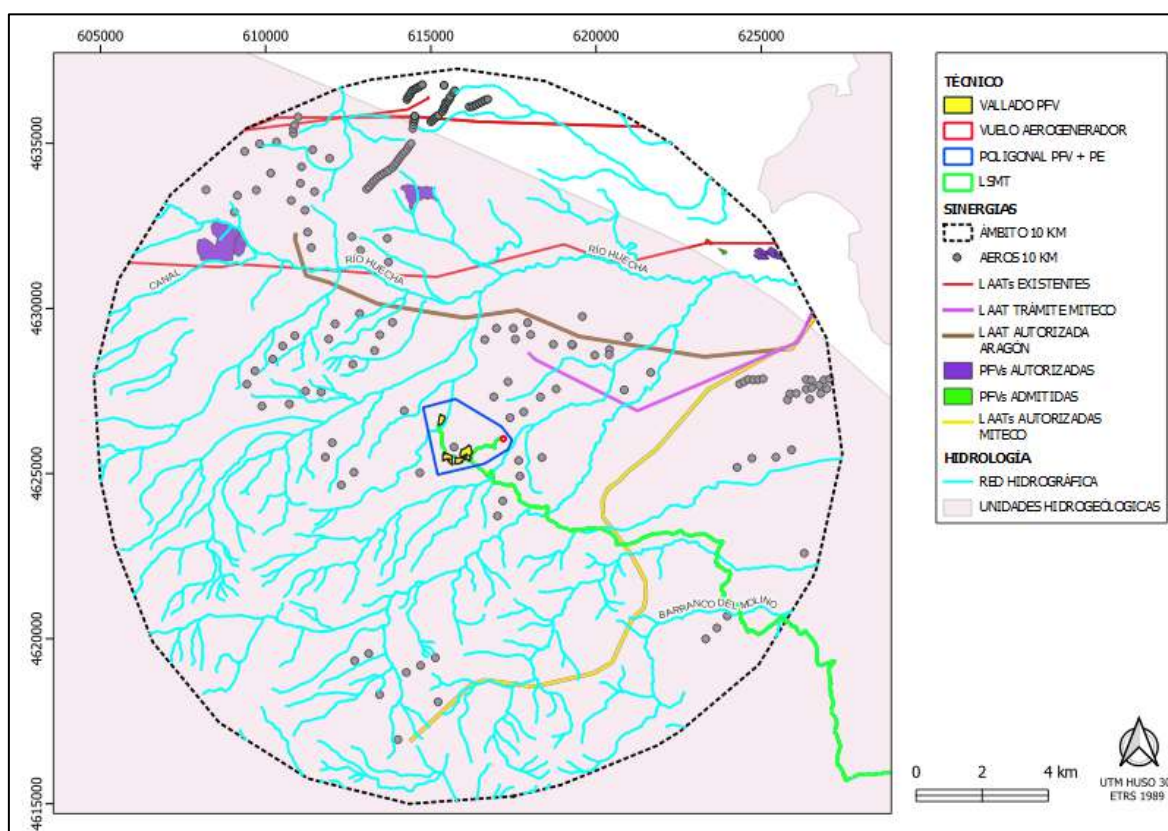 605000
610000
615000
620000
625000
4635000
4630000
4625000
4620000
4615000
CANAL
RÍO HUECHA
RÍO HUECHA
BARRANCO DEL MOLINO
TÉCNICO
VALLADO PFV
VUELO AEROGENERADOR
POLIGONAL PFV + PE
LSMT
SINERGIAS
ÁMBITO 10 KM
AEROS 10 KM
LAATs EXISTENTES
LAAT TRÁMITE MITECO
LAAT AUTORIZADA
ARAGÓN
PFVs AUTORIZADAS
PFVs ADMITIDAS
LAATs AUTORIZADAS
MITECO
HIDROLOGÍA
RED HIDROGRÁFICA
UNIDADES HIDROGEÓLOGICAS
0 2 4 km
UTM HUSO 30
ETRS 1989